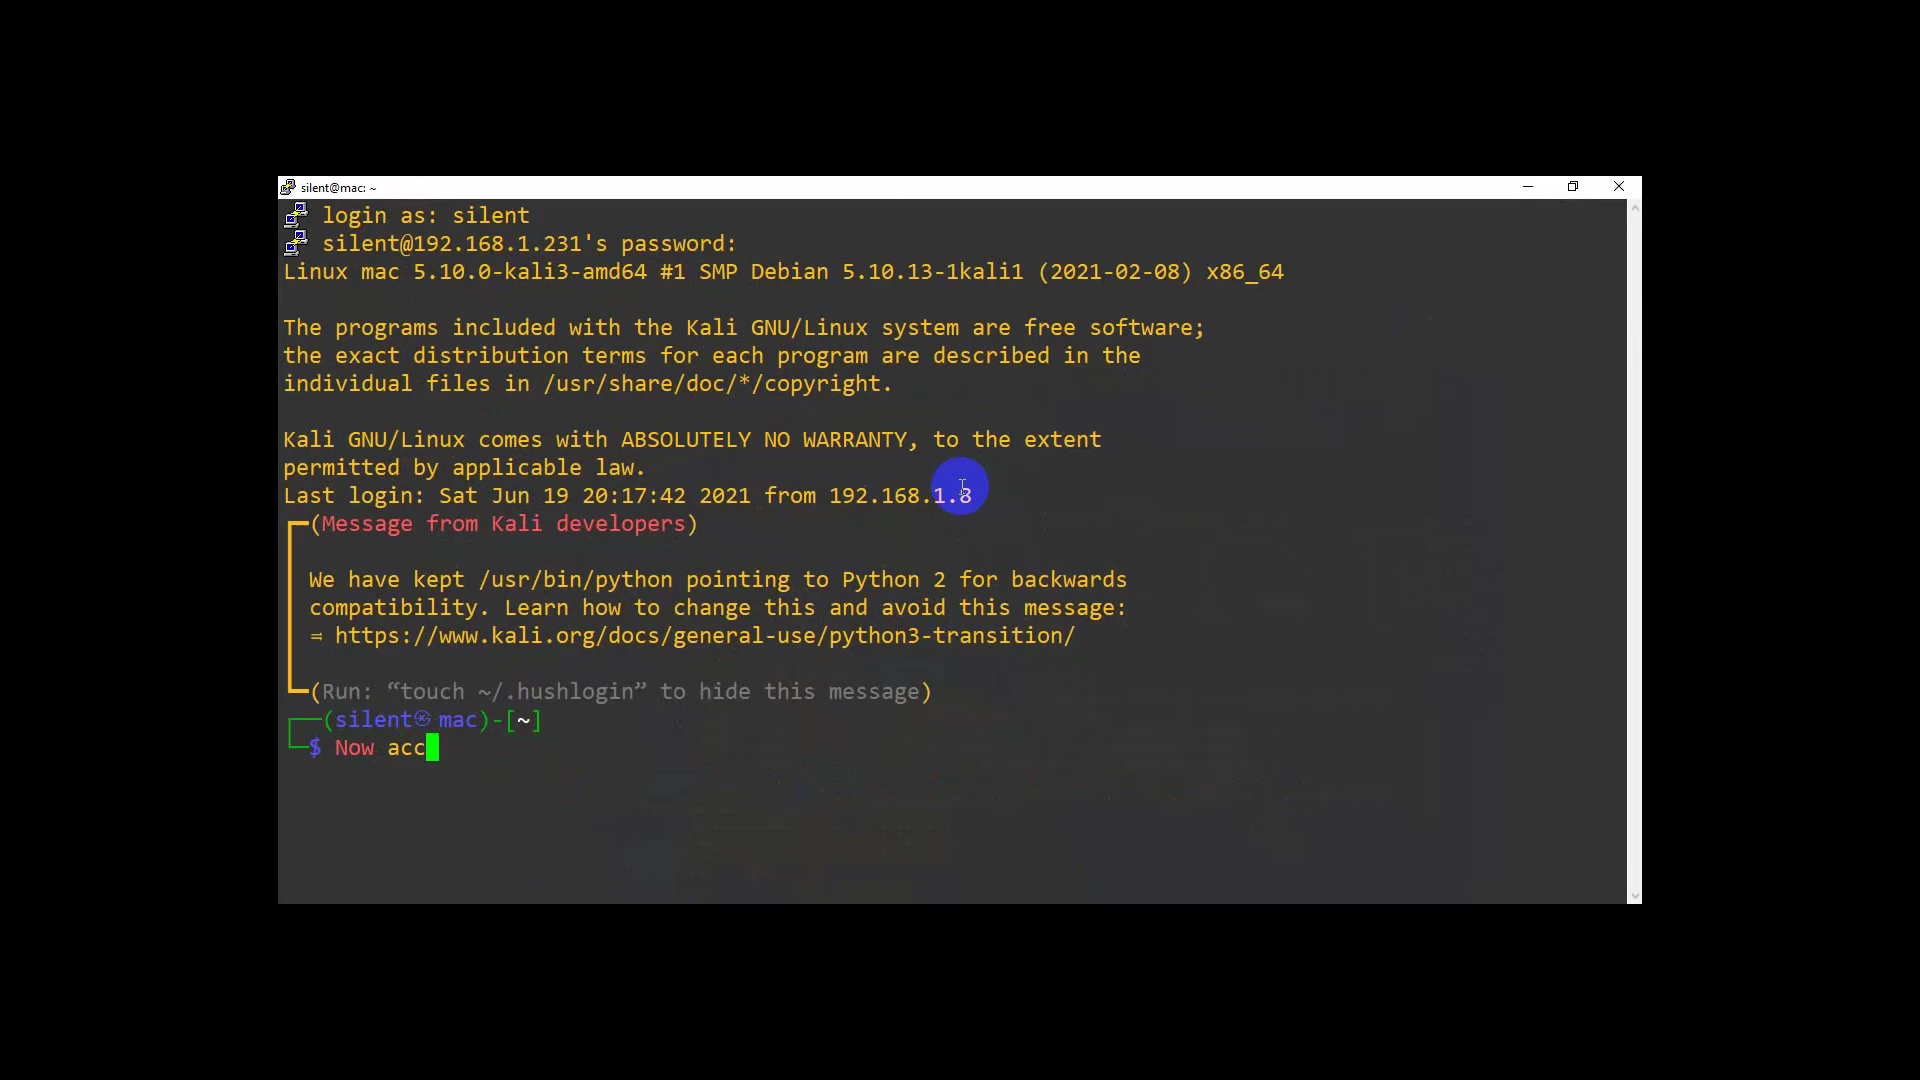 silent@mac: ~
login as: silent
silent@192.168.1.231's password:
Linux mac 5.10.0-kali3-amd64 #1 SMP Debian 5.10.13-1kali1 (2021-02-08) x86_64
The programs included with the Kali GNU/Linux system are free software;
the exact distribution terms for each program are described in the
individual files in /usr/share/doc/*/copyright.
Kali GNU/Linux comes with ABSOLUTELY NO WARRANTY, to the extent
permitted by applicable law.
Last login: Sat Jun 19 20:17:42 2021 from 192.168.1.8
(Message from Kali developers)
We have kept /usr/bin/python pointing to Python 2 for backwards
compatibility. Learn how to change this and avoid this message:
⇒ https://www.kali.org/docs/general-use/python3-transition/
(Run: “touch ~/.hushlogin” to hide this message)
┌──(silent㉿mac)-[~]
└─$ Now acc